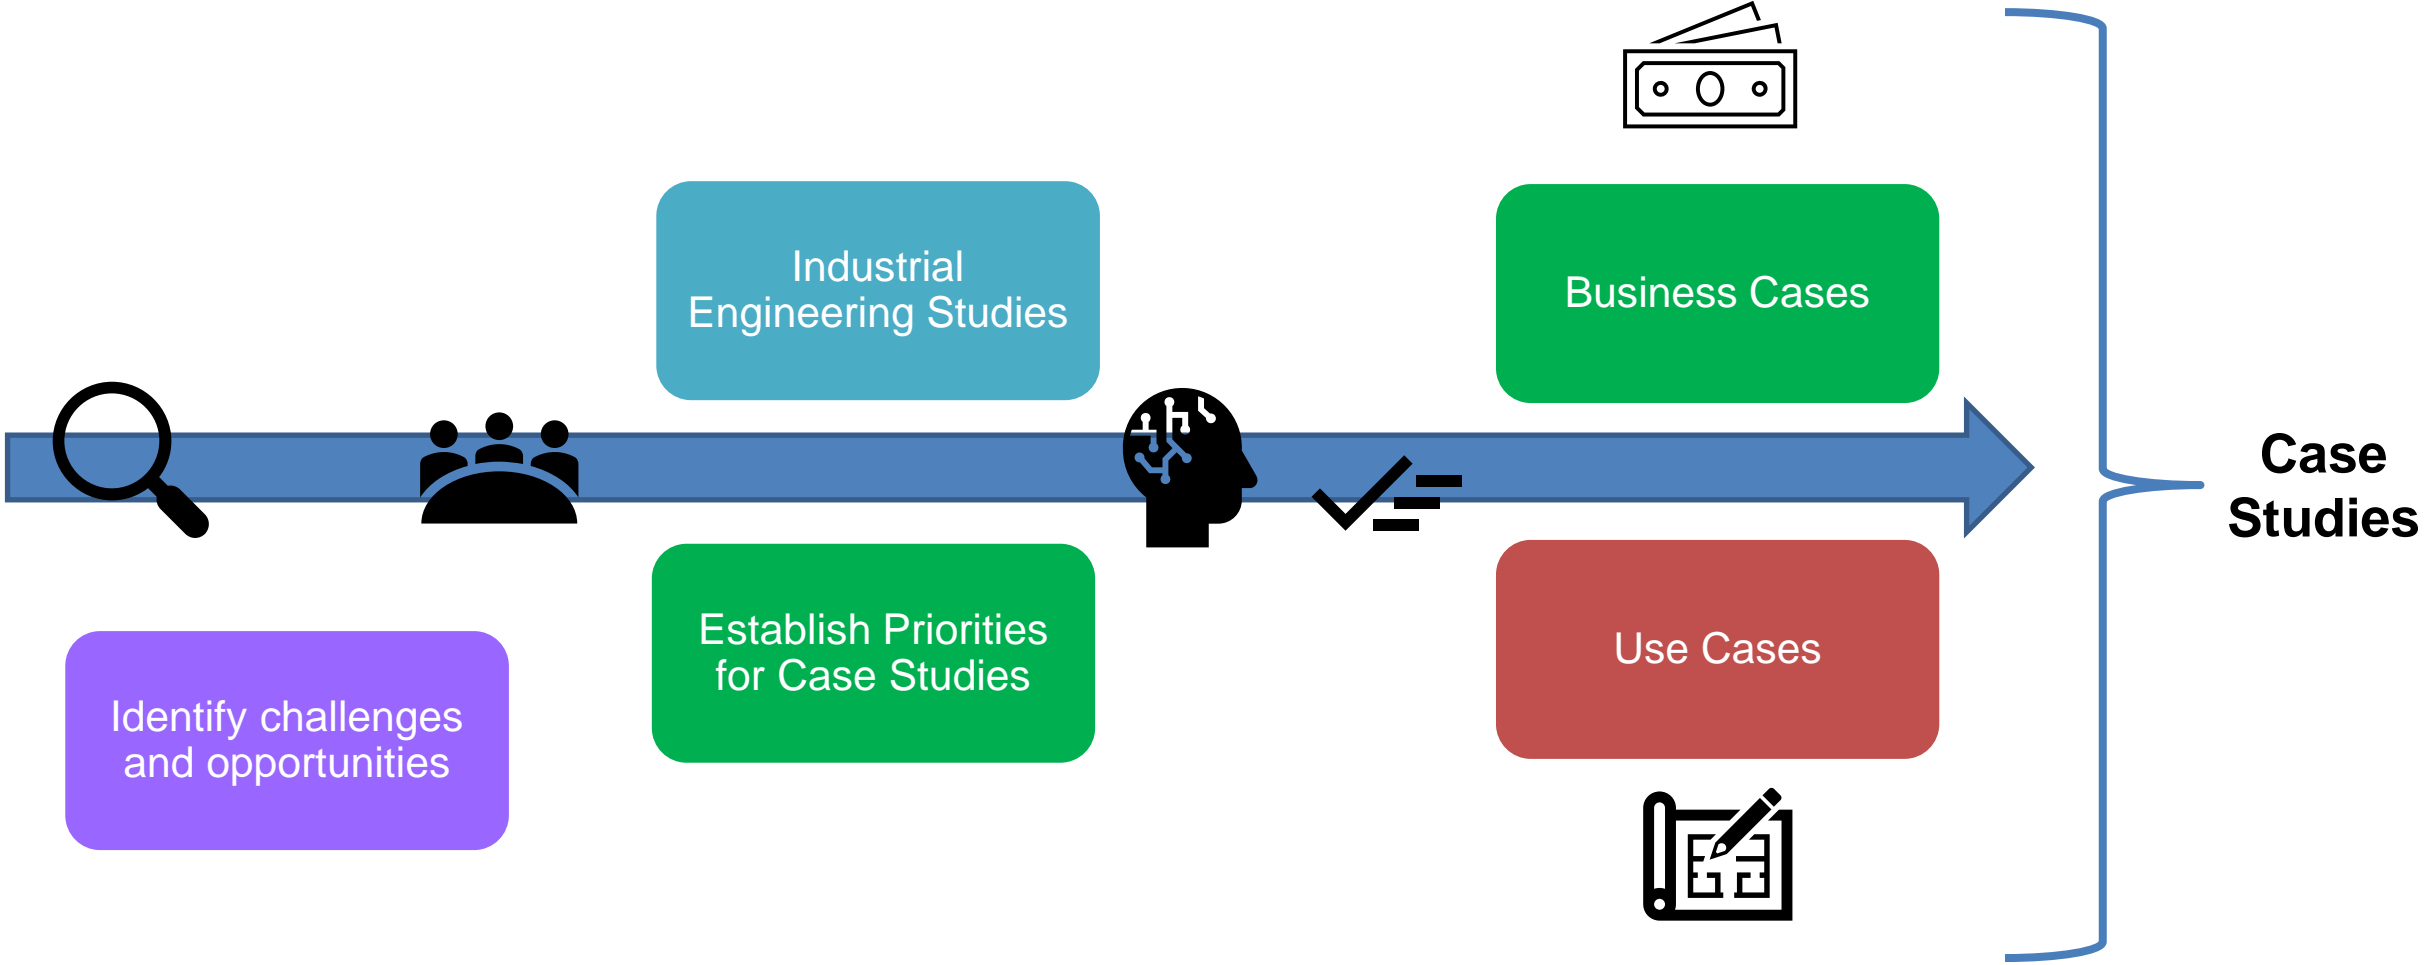 Industrial
Engineering Studies
Business Cases
Case
Studies
Establish Priorities
for Case Studies
Use Cases
Identify challenges
and opportunities